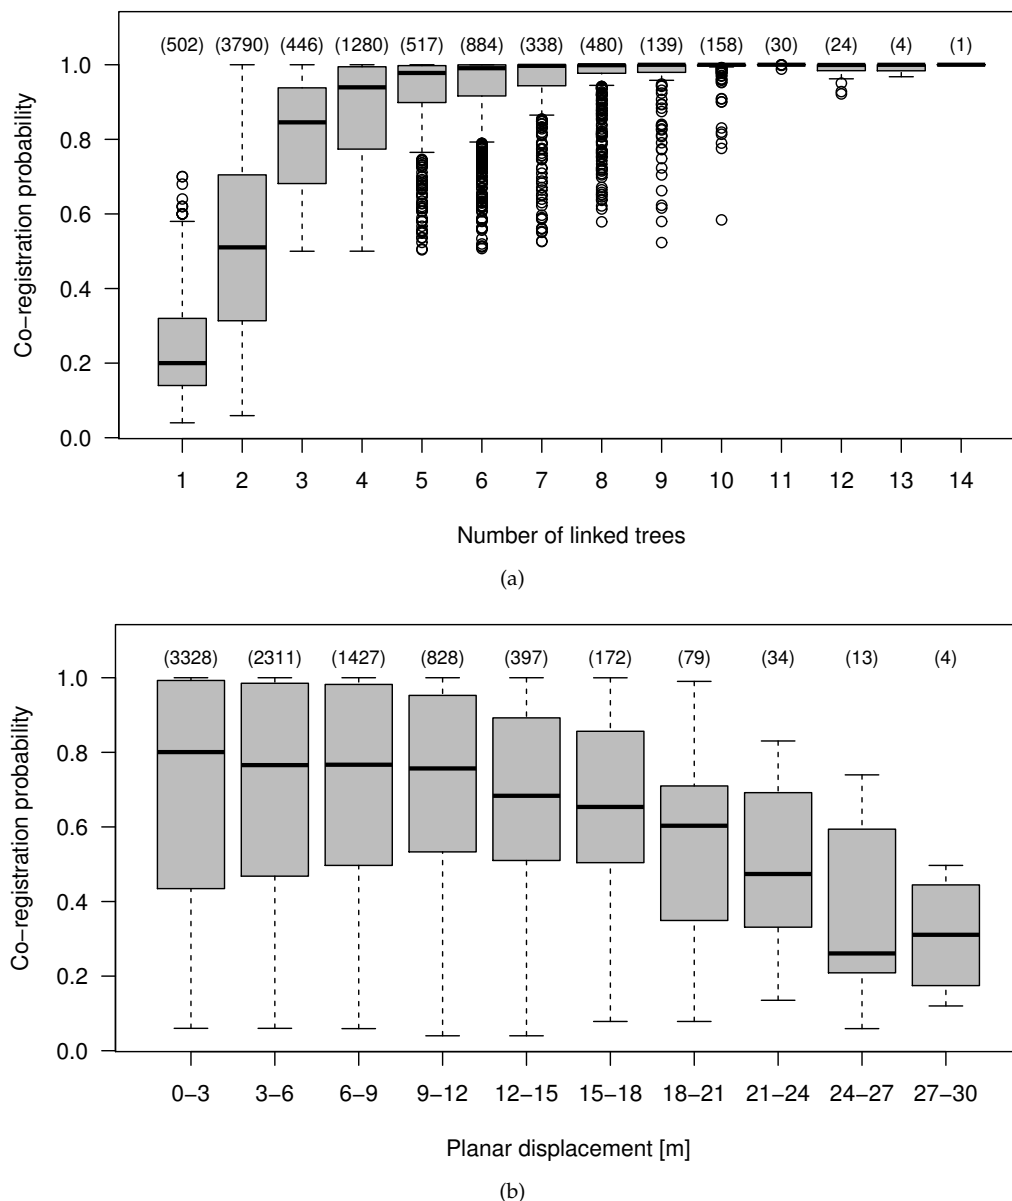 (502) (3790) (446) (1280) (517) (884) (338) (480) (139) (158) (30) (24) (4) (1)
1.0
0.8
0.6
0.4
0.2
0.0
Co−registration probability
1 2 3 4 5 6 7 8 9 10 11 12 13 14
Number of linked trees
(a)
(3328) (2311) (1427) (828) (397) (172) (79) (34) (13) (4)
1.0
0.8
0.6
0.4
0.2
0.0
Co−registration probability
0−3 3−6 6−9 9−12 12−15 15−18 18−21 21−24 24−27 27−30
Planar displacement [m]
(b)